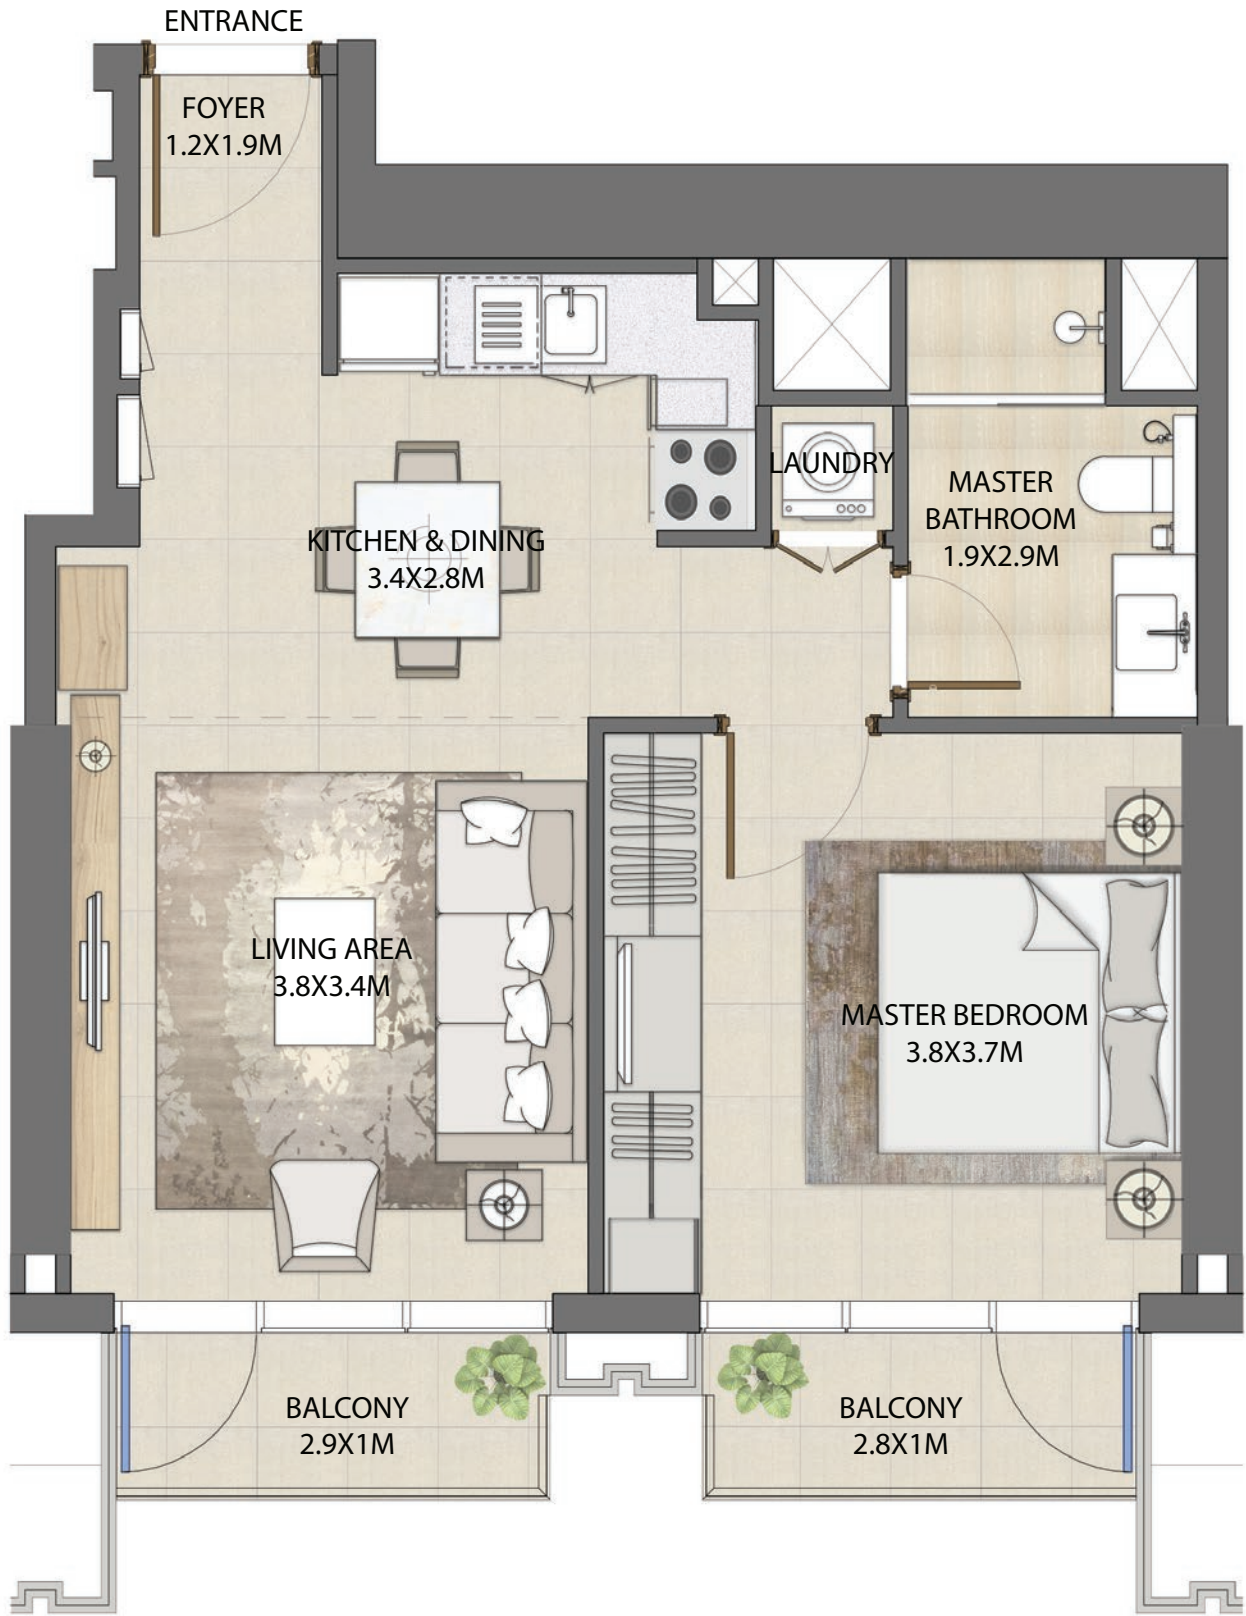 ENTRANCE
FOYER
1.2X1.9M
LAUNDRY
MASTER
BATHROOM
1.9X2.9M
KITCHEN & DINING
3.4X2.8M
LIVING AREA
3.8X3.4M
MASTER BEDROOM
3.8X3.7M
BALCONY
2.9X1M
BALCONY
2.8X1M